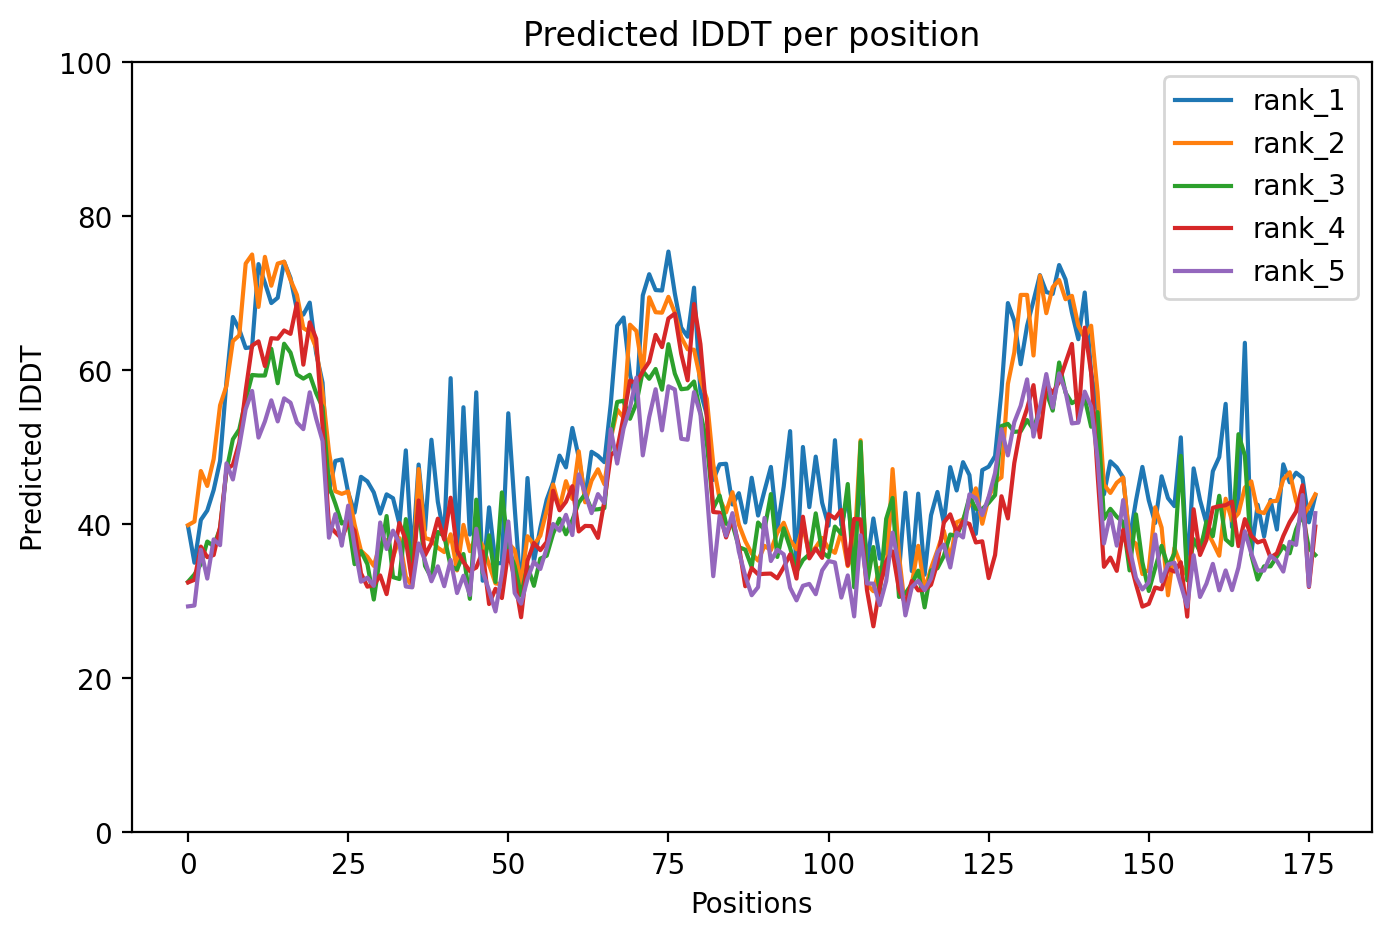 Predicted lDDT per position
100
80
60
40
20
0
Predicted lDDT
rank_1
rank_2
rank_3
rank_4
rank_5
0 25 50 75 100 125 150 175
Positions